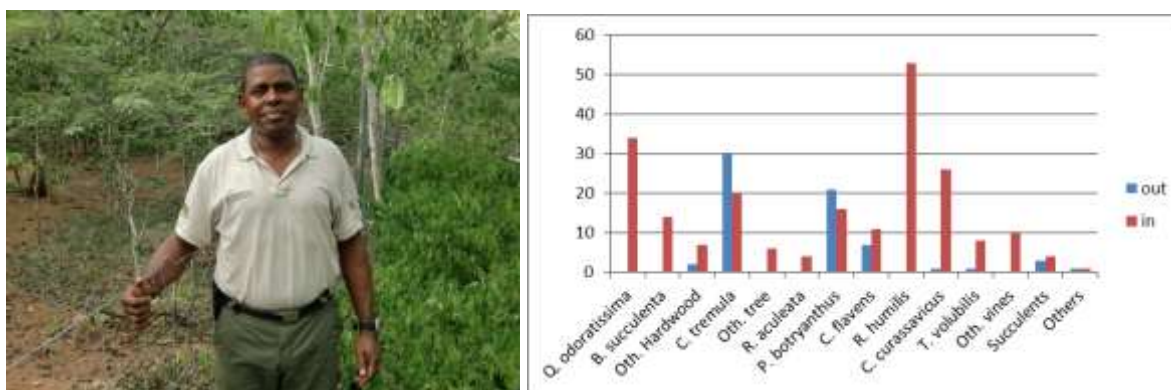 60
50
40
30
20
10
0
Q. odoratissima
B. succulenta
Oth. Hardwood
C. tremula
Oth. tree
R. aculeata
P. botryanthus
C. flavens
R. humilis
C. curassavicus
T. volubilis
Oth. vines
Succulents
Others
out
in